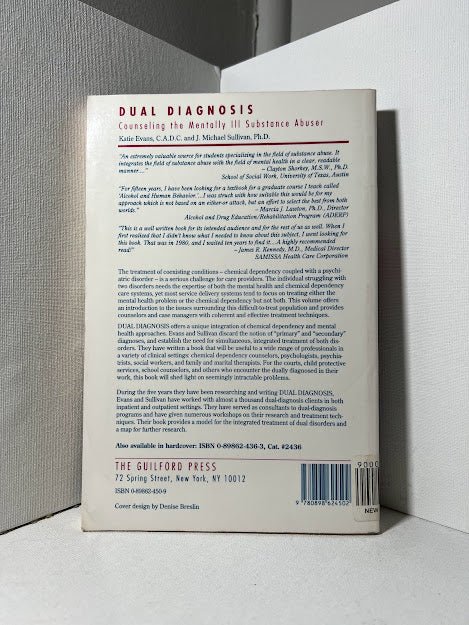 DUAL DIAGNOSIS
Counseling the Mentally Ill Substance Abuser
Katie Evans, C.A.D.C. and J. Michael Sullivan, Ph.D.
"An extremely valuable source for students specializing in the field of substance abuse. It
integrates the field of substance abuse with the field of mental health in a clear, readable
manner...."
– Clayton Shorkey, M.S.W., Ph.D.
School of Social Work, University of Texas, Austin
"For fifteen years, I have been looking for a textbook for a graduate course I teach called
'Alcohol and Human Behavior.'...I was struck with how suitable this would be for my
approach which is not based on an either-or attack, but an effort to select the best from both
worlds."
– Marcia J. Lawton, Ph.D., Director
Alcohol and Drug Education/Rehabilitation Program (ADERP)
"This is a well written book for its intended audience and for the rest of us as well. When I
first realized that I didn't know what I needed to know about this subject, I went looking for
this book. That was in 1980, and I waited ten years to find it....A highly recommended
read!"
– James R. Kennedy, M.D., Medical Director
SAMISSA Health Care Corporation
The treatment of coexisting conditions – chemical dependency coupled with a psychi-
atric disorder – is a serious challenge for care providers. The individual struggling with
two disorders needs the expertise of both the mental health and chemical dependency
care systems, yet most service delivery systems tend to focus on treating either the
mental health problem or the chemical dependency but not both. This volume offers
an introduction to the issues surrounding this difficult-to-treat population and provides
counselors and case managers with coherent and effective treatment techniques.
DUAL DIAGNOSIS offers a unique integration of chemical dependency and mental
health approaches. Evans and Sullivan discard the notion of "primary" and "secondary"
diagnoses, and establish the need for simultaneous, integrated treatment of both dis-
orders. They have written a book that will be useful to a wide range of professionals in
a variety of clinical settings: chemical dependency counselors, psychologists, psychia-
trists, social workers, and family and marital therapists. For the courts, child protective
services, school counselors, and others who encounter the dually diagnosed in their
work, this book will shed light on seemingly intractable problems.
During the five years they have been researching and writing DUAL DIAGNOSIS,
Evans and Sullivan have worked with almost a thousand dual-diagnosis clients in both
inpatient and outpatient settings. They have served as consultants to dual-diagnosis
programs and have given numerous workshops on their research and treatment tech-
niques. Their book provides a model for the integrated treatment of dual disorders and
a map for further research.
Also available in hardcover: ISBN 0-89862-436-3, Cat. #2436
THE GUILFORD PRESS
72 Spring Street, New York, NY 10012
ISBN 0-89862-450-9
Cover design by Denise Breslin
9 780898 624502
9000
NEW